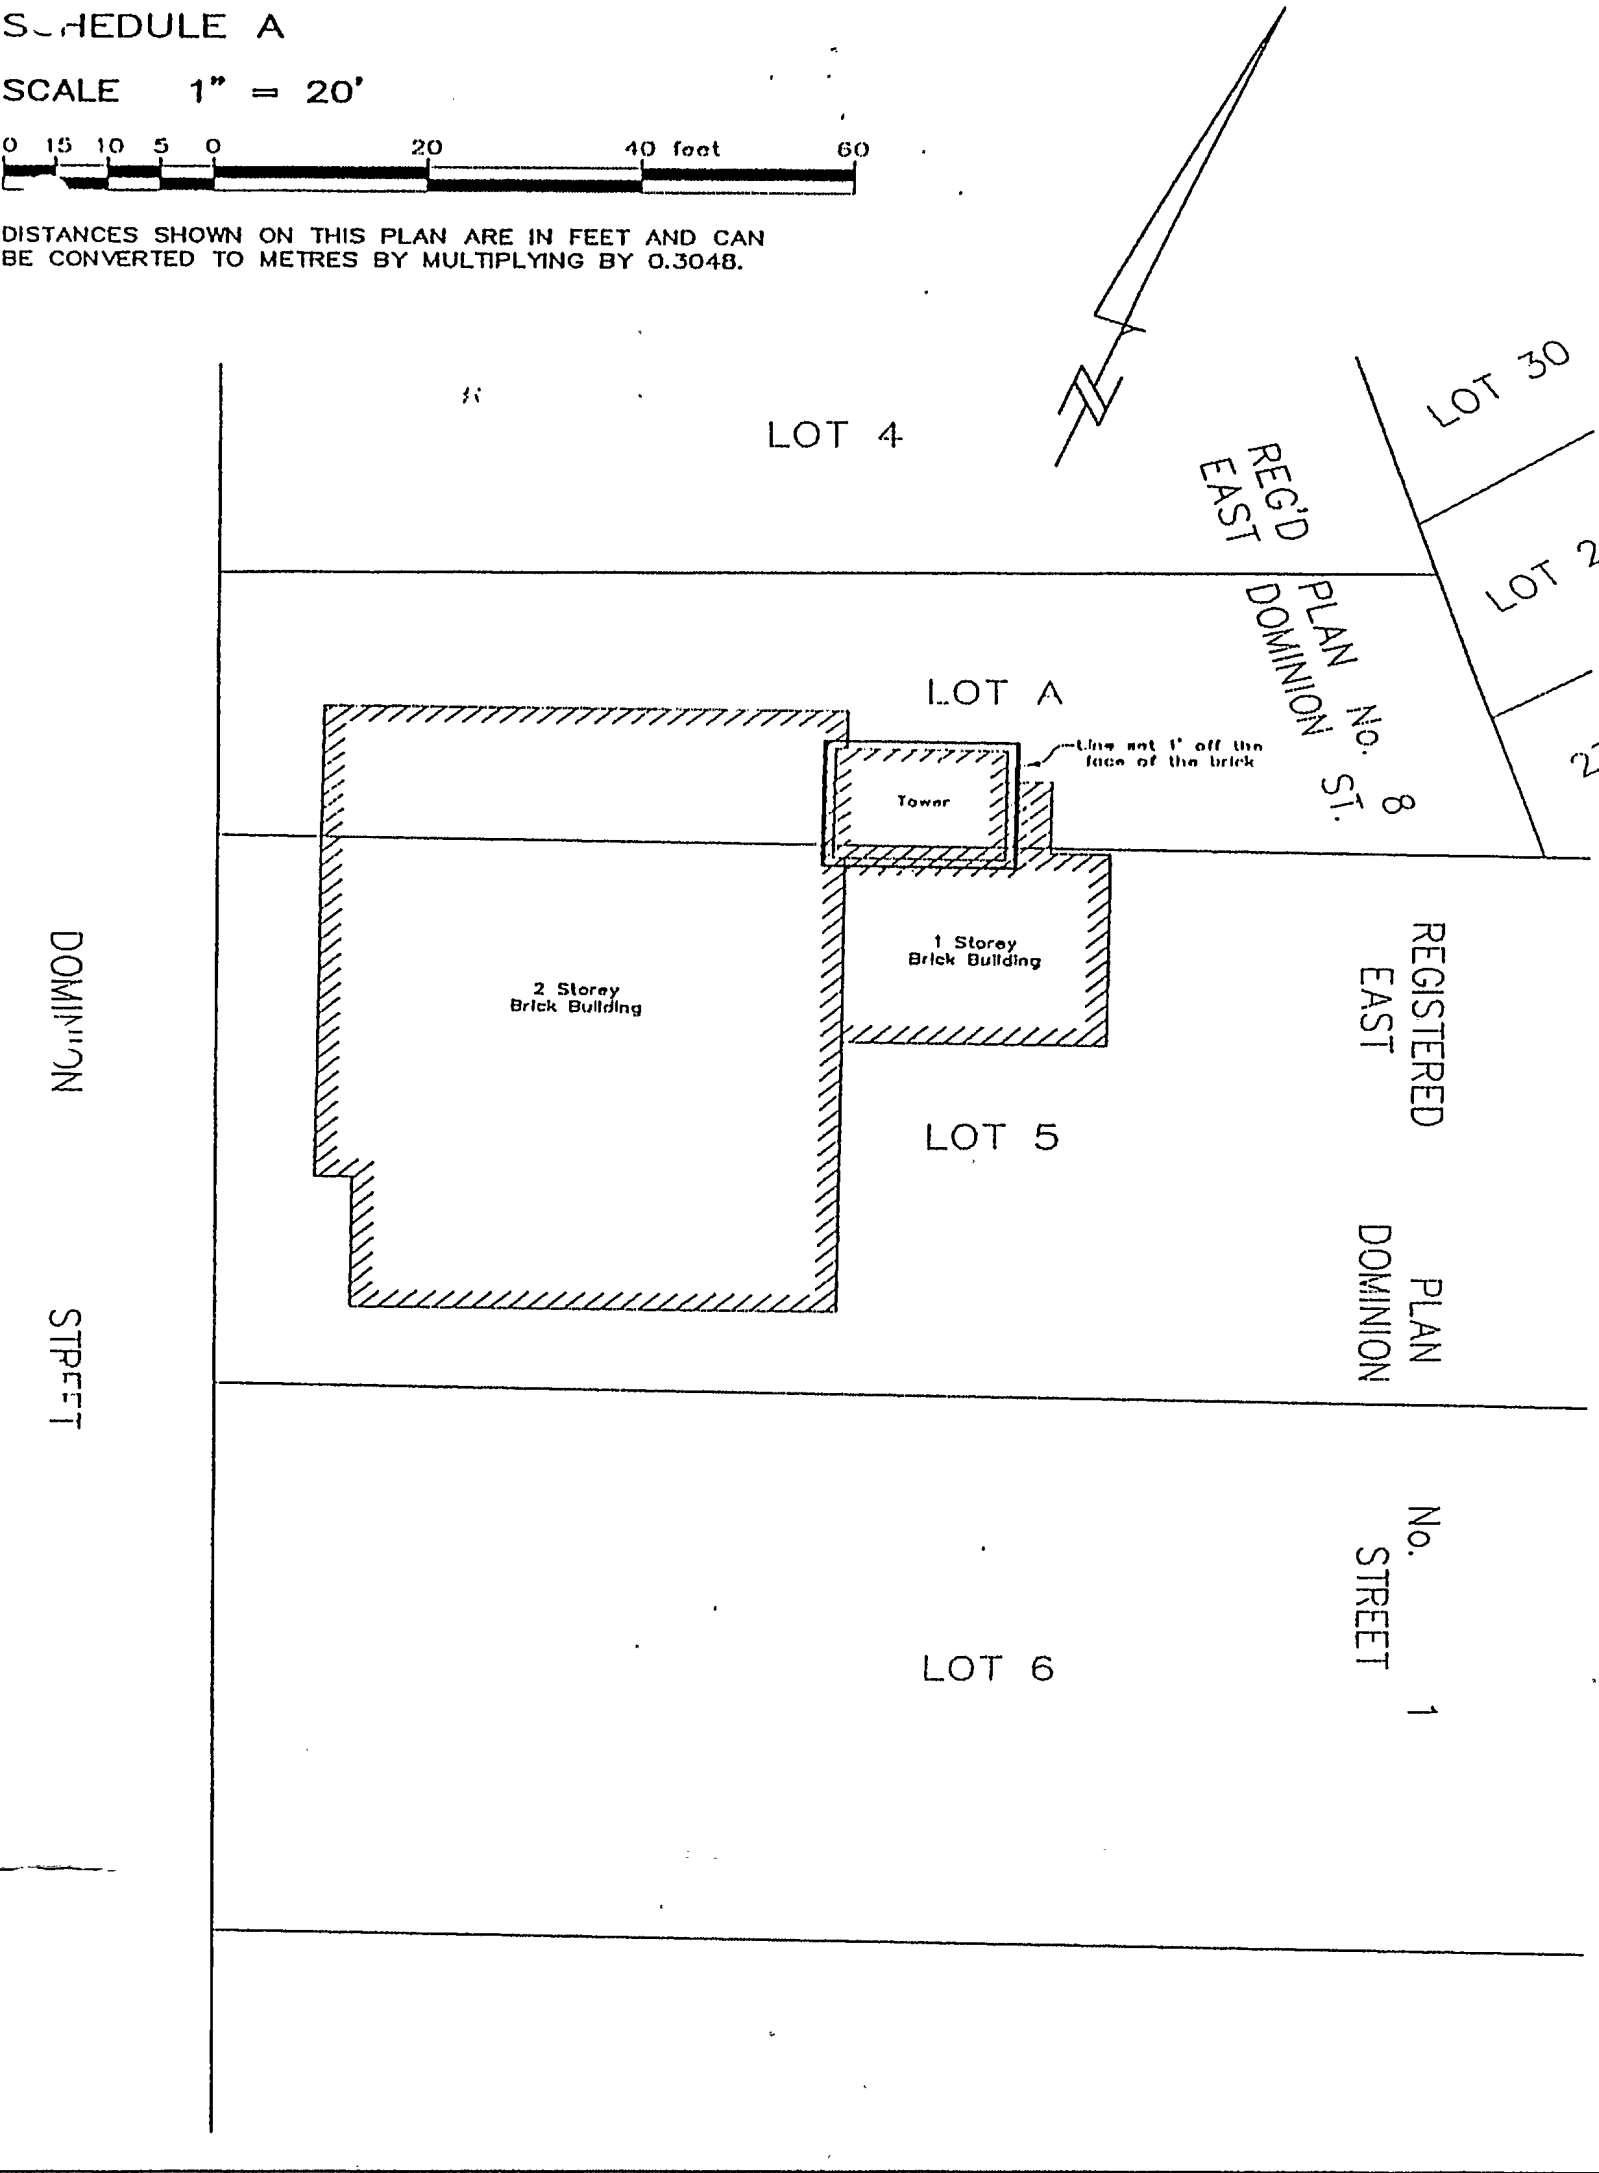 SCHEDULE A
SCALE 1" = 20'
0 15 10 5 0 20 40 feet 60
DISTANCES SHOWN ON THIS PLAN ARE IN FEET AND CAN
BE CONVERTED TO METRES BY MULTIPLYING BY 0.3048.
N
LOT 30
LOT 4
REG'D PLAN No. 8
EAST DOMINION ST.
LOT 2
27
LOT A
Line set 1' off the
face of the brick
Tower
1 Storey
Brick Building
2 Storey
Brick Building
DOMINION STREET
REGISTERED PLAN No. 1
EAST DOMINION STREET
LOT 5
LOT 6